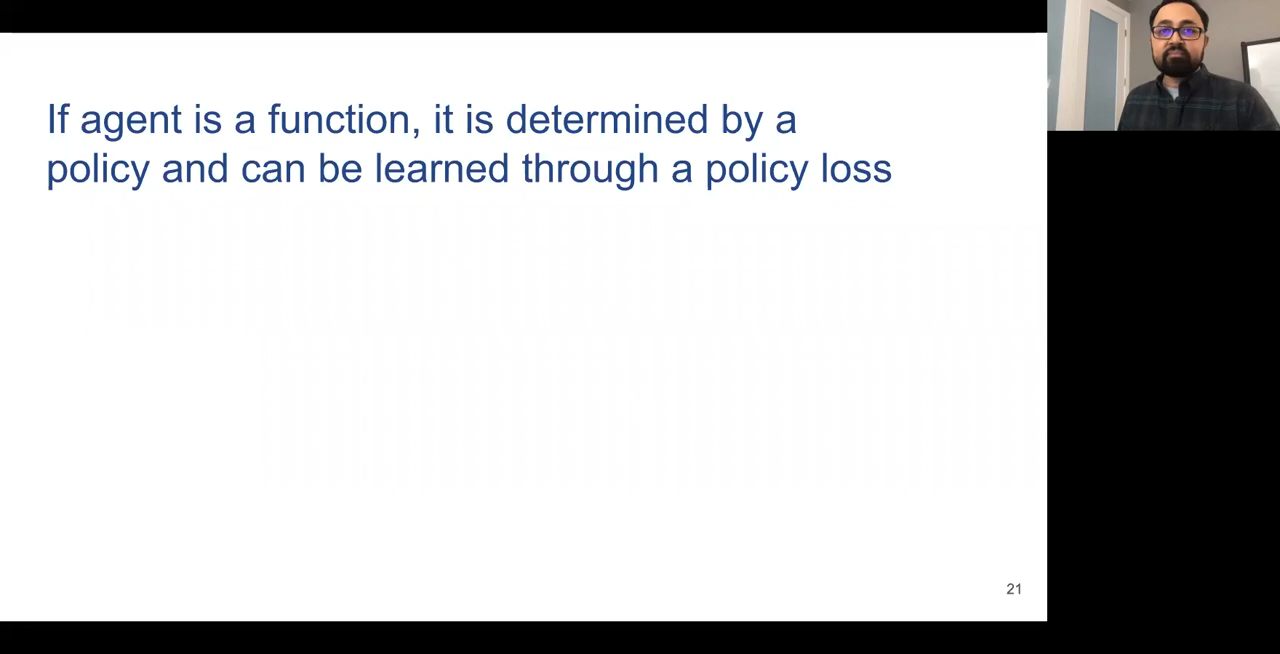 If agent is a function, it is determined by a
policy and can be learned through a policy loss
21